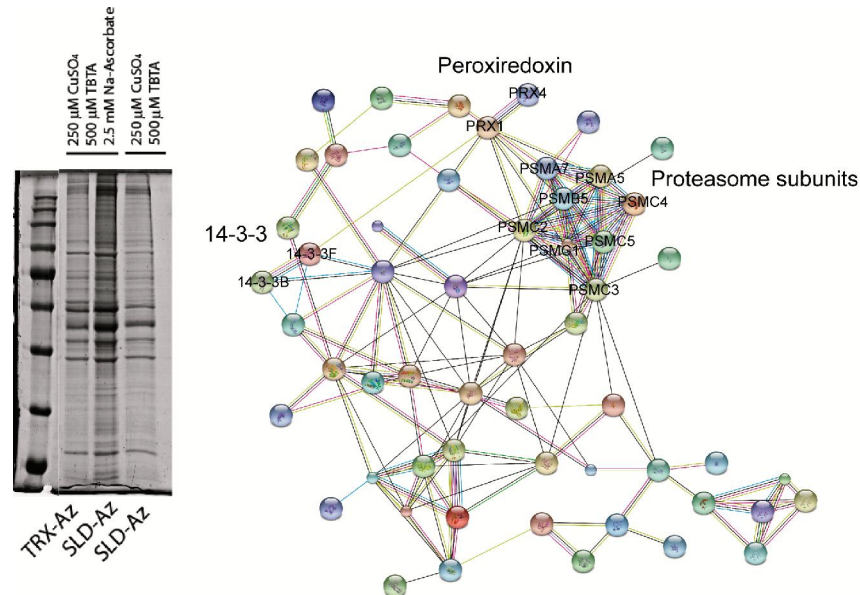 250 µM CuSO₄
500 µM TBTA
2.5 mM Na-Ascorbate
250 µM CuSO₄
500 µM TBTA
TRX-Az
SLD-Az
SLD-Az
Peroxiredoxin
PRX4
PRX1
PSMA7
PSMA5
Proteasome subunits
PSMB5
PSMC4
PSMC2
PSMG1
PSMC5
14-3-3
14-3-3F
14-3-3B
PSMC3